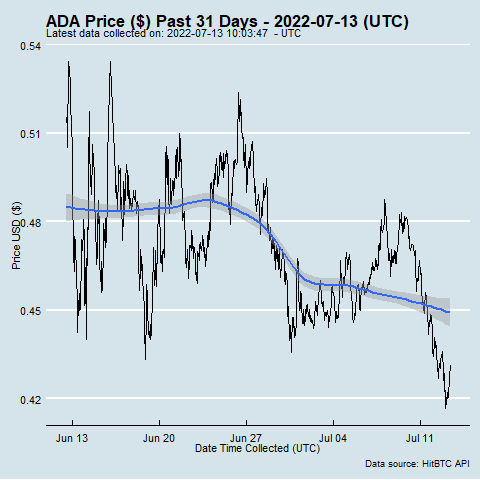 ADA Price ($) Past 31 Days - 2022-07-13 (UTC)
Latest data collected on: 2022-07-13 10:03:47  - UTC
0.54
0.51
0.48
0.45
0.42
Price USD ($)
Jun 13
Jun 20
Jun 27
Jul 04
Jul 11
Date Time Collected (UTC)
Data source: HitBTC API